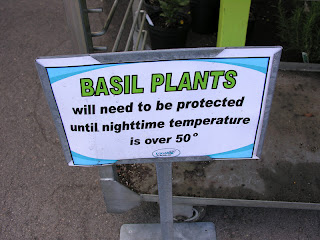 BASIL PLANTS
will need to be protected
until nighttime temperature
is over 50°